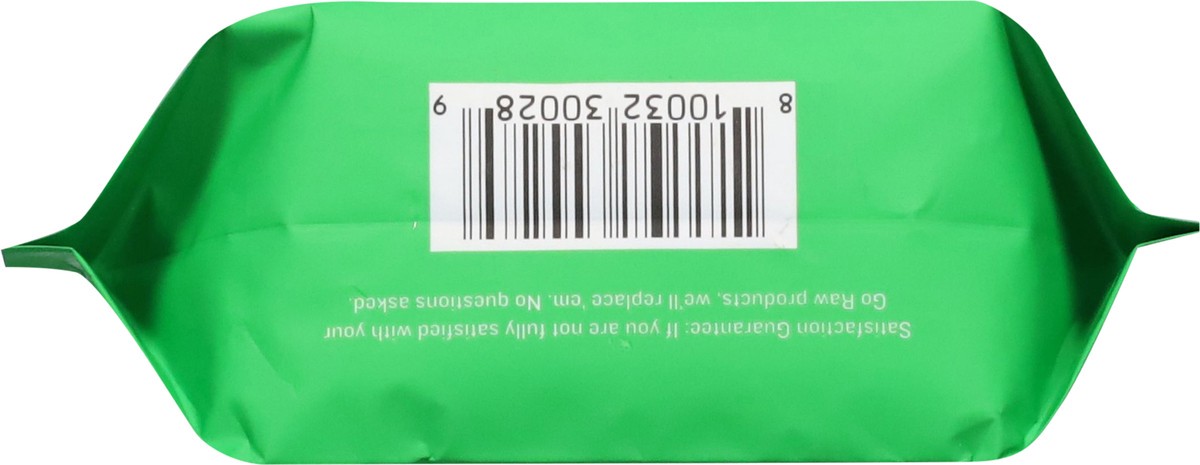 Satisfaction Guarantee: If you are not fully satisfied with your
Go Raw products, we'll replace 'em. No questions asked.
8 10032 30028 9